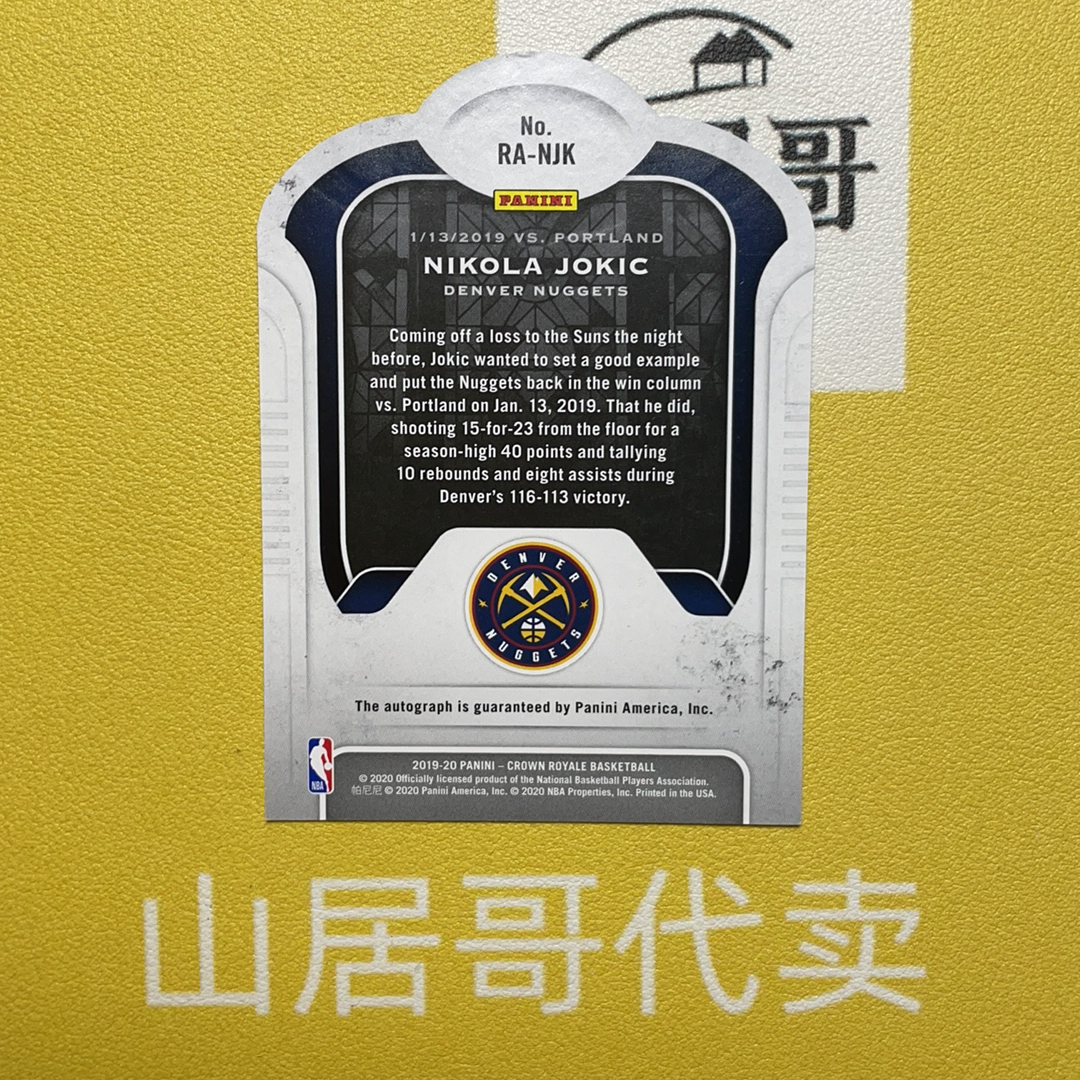 哥
No.
RA-NJK
PANINI
1/13/2019 VS. PORTLAND
NIKOLA JOKIC
DENVER NUGGETS
Coming off a loss to the Suns the night
before, Jokic wanted to set a good example
and put the Nuggets back in the win column
vs. Portland on Jan. 13, 2019. That he did,
shooting 15-for-23 from the floor for a
season-high 40 points and tallying
10 rebounds and eight assists during
Denver's 116-113 victory.
DENVER
NUGGETS
The autograph is guaranteed by Panini America, Inc.
NBA
2019-20 PANINI – CROWN ROYALE BASKETBALL
© 2020 Officially licensed product of the National Basketball Players Association.
帕尼尼 © 2020 Panini America, Inc. © 2020 NBA Properties, Inc. Printed in the USA.
山居哥代卖